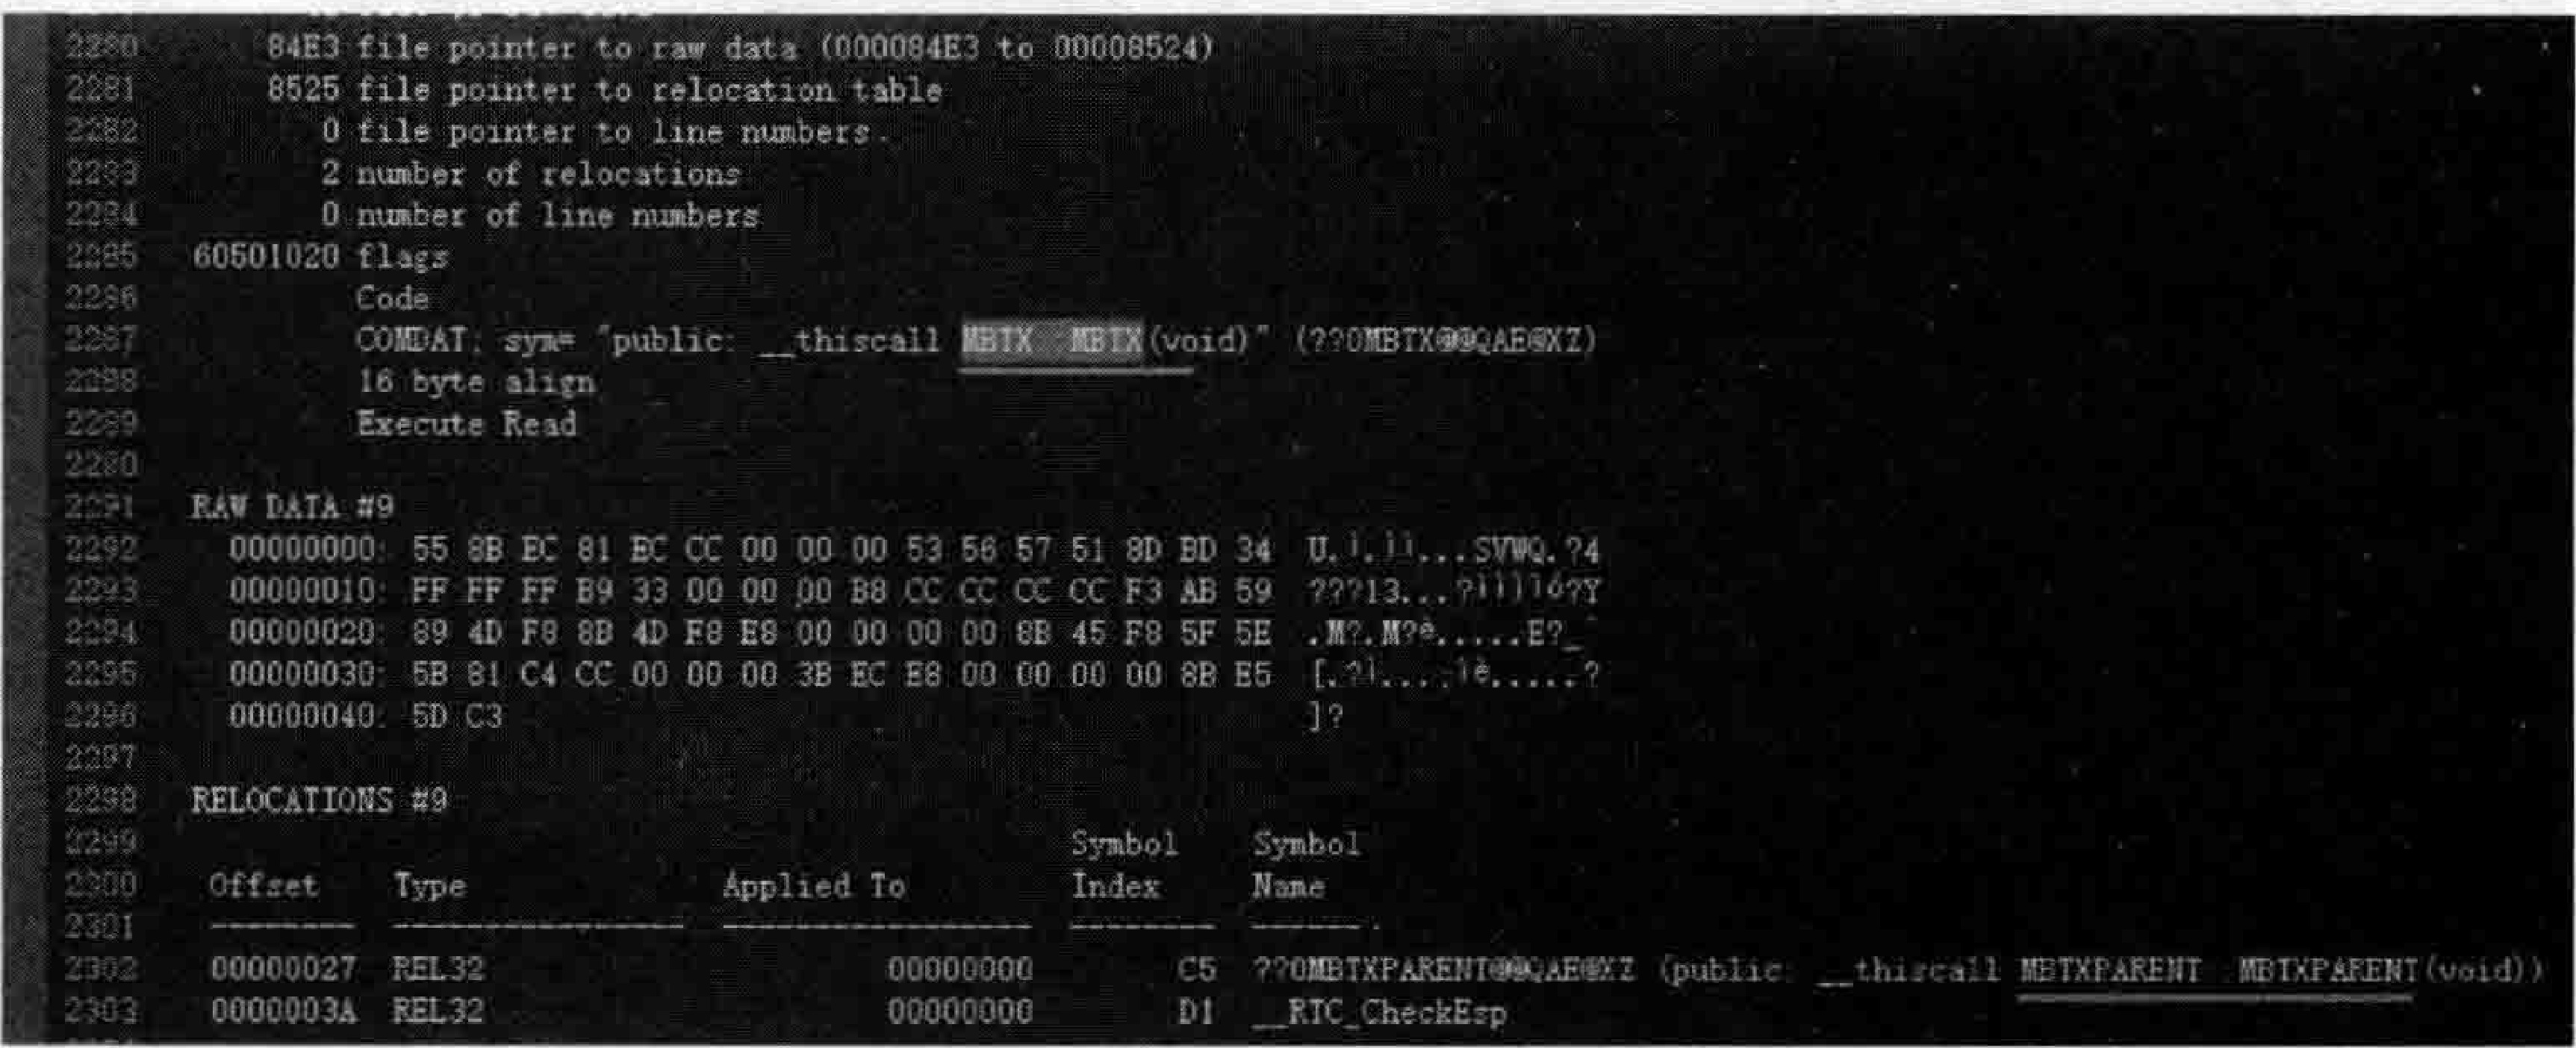 2280 84E3 file pointer to raw data (000084E3 to 00008524)
2281 8525 file pointer to relocation table
2282 0 file pointer to line numbers
2283 2 number of relocations
2284 0 number of line numbers
2285 60501020 flags
2286 Code
2287 COMDAT; sym= "public: __thiscall MBTX::MBTX(void)" (??0MBTX@@QAE@XZ)
2288 16 byte align
2289 Execute Read
2290
2291 RAW DATA #9
2292 00000000: 55 8B EC 81 EC CC 00 00 00 53 56 57 51 8D BD 34 U. SVWQ.?4
2293 00000010: FF FF FF B9 33 00 00 00 B8 CC CC CC CC F3 AB 59
2294 00000020: 89 4D F8 8B 4D F8 E8 00 00 00 00 8B 45 F8 5F 5E
2295 00000030: 5B 81 C4 CC 00 00 00 3B EC E8 00 00 00 00 8B E5
2296 00000040: 5D C3 ]?
2297
2298 RELOCATIONS #9
2299 Symbol Symbol
2300 Offset Type Applied To Index Name
2301 -------- ---------------- ----------------- -------- ------
2302 00000027 REL32 00000000 C5 ??0MBTXPARENT@@QAE@XZ (public: __thiscall MBTXPARENT::MBTXPARENT(void))
2303 0000003A REL32 00000000 D1 __RTC_CheckEsp